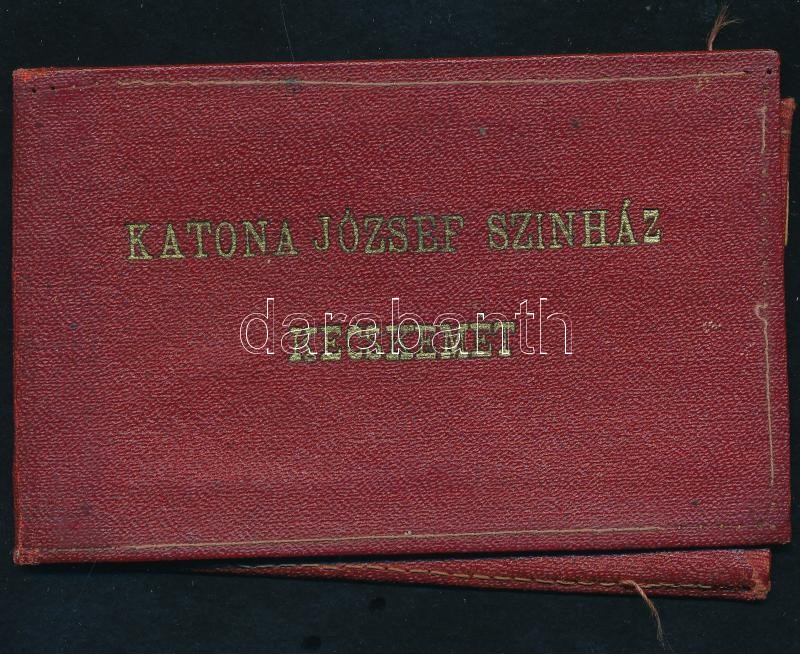 KATONA JÓZSEF SZINHÁZ
KECSKEMÉT
darabanth